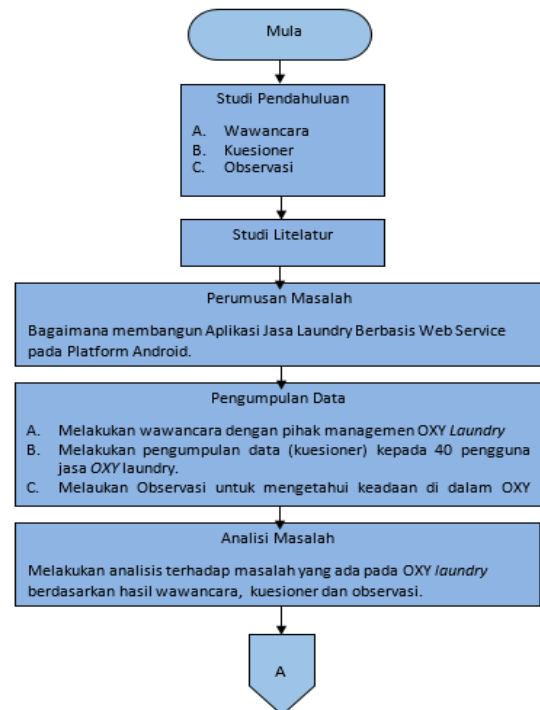 Mula
Studi Pendahuluan
A. Wawancara
B. Kuesioner
C. Observasi
Studi Litelatur
Perumusan Masalah
Bagaimana membangun Aplikasi Jasa Laundry Berbasis Web Service
pada Platform Android.
Pengumpulan Data
A. Melakukan wawancara dengan pihak managemen OXY Laundry
B. Melakukan pengumpulan data (kuesioner) kepada 40 pengguna
jasa OXY laundry.
C. Melaukan Observasi untuk mengetahui keadaan di dalam OXY
Analisi Masalah
Melakukan analisis terhadap masalah yang ada pada OXY laundry
berdasarkan hasil wawancara, kuesioner dan observasi.
A